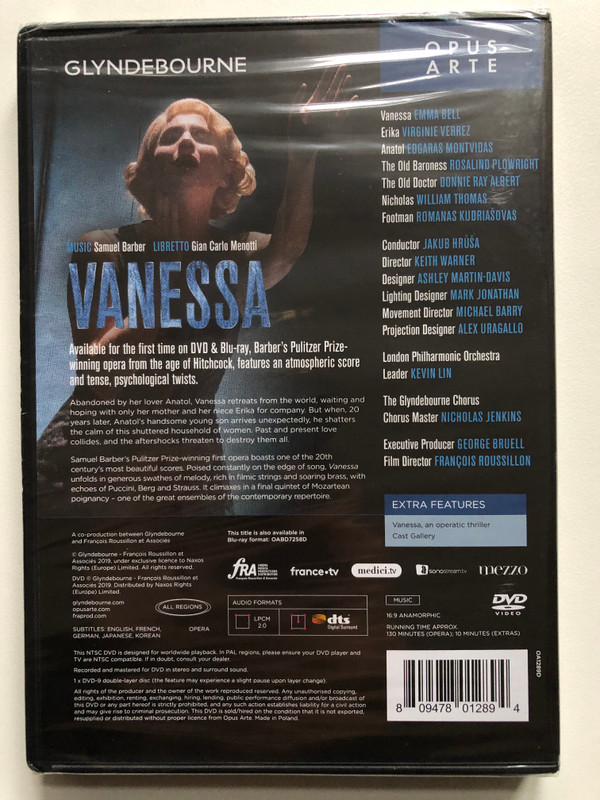 GLYNDEBOURNE
OPUS
ARTE
Vanessa EMMA BELL
Erika VIRGINIE VERREZ
Anatol EDGARAS MONTVIDAS
The Old Baroness ROSALIND PLOWRIGHT
The Old Doctor DONNIE RAY ALBERT
Nicholas WILLIAM THOMAS
Footman ROMANAS KUDRIAŠOVAS
Conductor JAKUB HRŮŠA
Director KEITH WARNER
Designer ASHLEY MARTIN-DAVIS
Lighting Designer MARK JONATHAN
Movement Director MICHAEL BARRY
Projection Designer ALEX URAGALLO
London Philharmonic Orchestra
Leader KEVIN LIN
The Glyndebourne Chorus
Chorus Master NICHOLAS JENKINS
Executive Producer GEORGE BRUELL
Film Director FRANÇOIS ROUSSILLON
MUSIC Samuel Barber LIBRETTO Gian Carlo Menotti
VANESSA
Available for the first time on DVD & Blu-ray, Barber's Pulitzer Prize-
winning opera from the age of Hitchcock, features an atmospheric score
and tense, psychological twists.
Abandoned by her lover Anatol, Vanessa retreats from the world, waiting and
hoping with only her mother and her niece Erika for company. But when, 20
years later, Anatol's handsome young son arrives unexpectedly, he shatters
the calm of this shuttered household of women. Past and present love
collides, and the aftershocks threaten to destroy them all.
Samuel Barber's Pulitzer Prize-winning first opera boasts one of the 20th
century's most beautiful scores. Poised constantly on the edge of song, Vanessa
unfolds in generous swathes of melody, rich in filmic strings and soaring brass, with
echoes of Puccini, Berg and Strauss. It climaxes in a final quintet of Mozartean
poignancy – one of the great ensembles of the contemporary repertoire.
EXTRA FEATURES
Vanessa, an operatic thriller
Cast Gallery
A co-production between Glyndebourne
and François Roussillon et Associés
© Glyndebourne - François Roussillon et
Associés 2019, under exclusive licence to Naxos
Rights (Europe) Limited. All rights reserved.
DVD © Glyndebourne - François Roussillon et
Associés 2019. Distributed by Naxos Rights
(Europe) Limited.
glyndebourne.com
opusarte.com
fraprod.com
ALL REGIONS
SUBTITLES: ENGLISH, FRENCH,
GERMAN, JAPANESE, KOREAN
OPERA
This title is also available in
Blu-ray format: OABD7258D
fRA
france•tv
medici.tv
sonostream.tv
mezzo
AUDIO FORMATS
LPCM
2.0
dts
Digital Surround
MUSIC
DVD
VIDEO
16:9 ANAMORPHIC
RUNNING TIME APPROX.
130 MINUTES (OPERA); 10 MINUTES (EXTRAS)
This NTSC DVD is designed for worldwide playback. In PAL regions, please ensure your DVD player and
TV are NTSC compatible. If in doubt, consult your dealer.
Recorded and mastered for DVD in stereo and surround sound.
1 x DVD-9 double-layer disc (the feature may experience a slight pause upon layer change).
All rights of the producer and the owner of the work reproduced reserved. Any unauthorised copying,
editing, exhibition, renting, exchanging, hiring, lending, public performance diffusion and/or broadcast of
this DVD or any part hereof is strictly prohibited, and any such action establishes liability for a civil action
and may give rise to criminal prosecution. This DVD is sold/hired on the condition that it is not exported,
resupplied or distributed without proper licence from Opus Arte. Made in Poland.
OA1289D
8 09478 01289 4